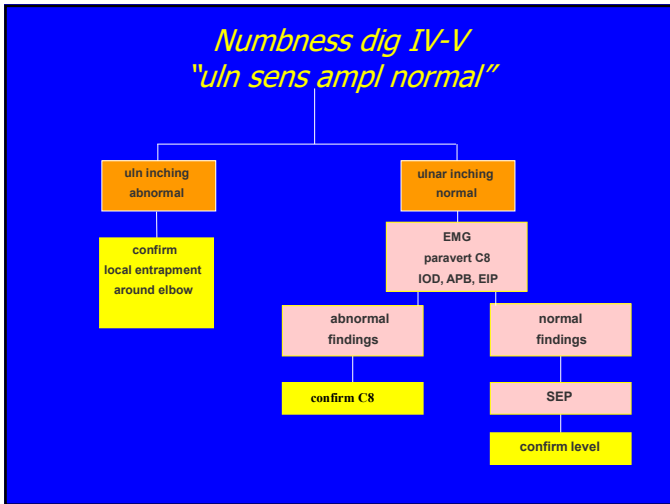 Numbness dig IV-V
“uln sens ampl normal”
uln inching
abnormal
ulnar inching
normal
confirm
local entrapment
around elbow
EMG
paravert C8
IOD, APB, EIP
abnormal
findings
normal
findings
confirm C8
SEP
confirm level